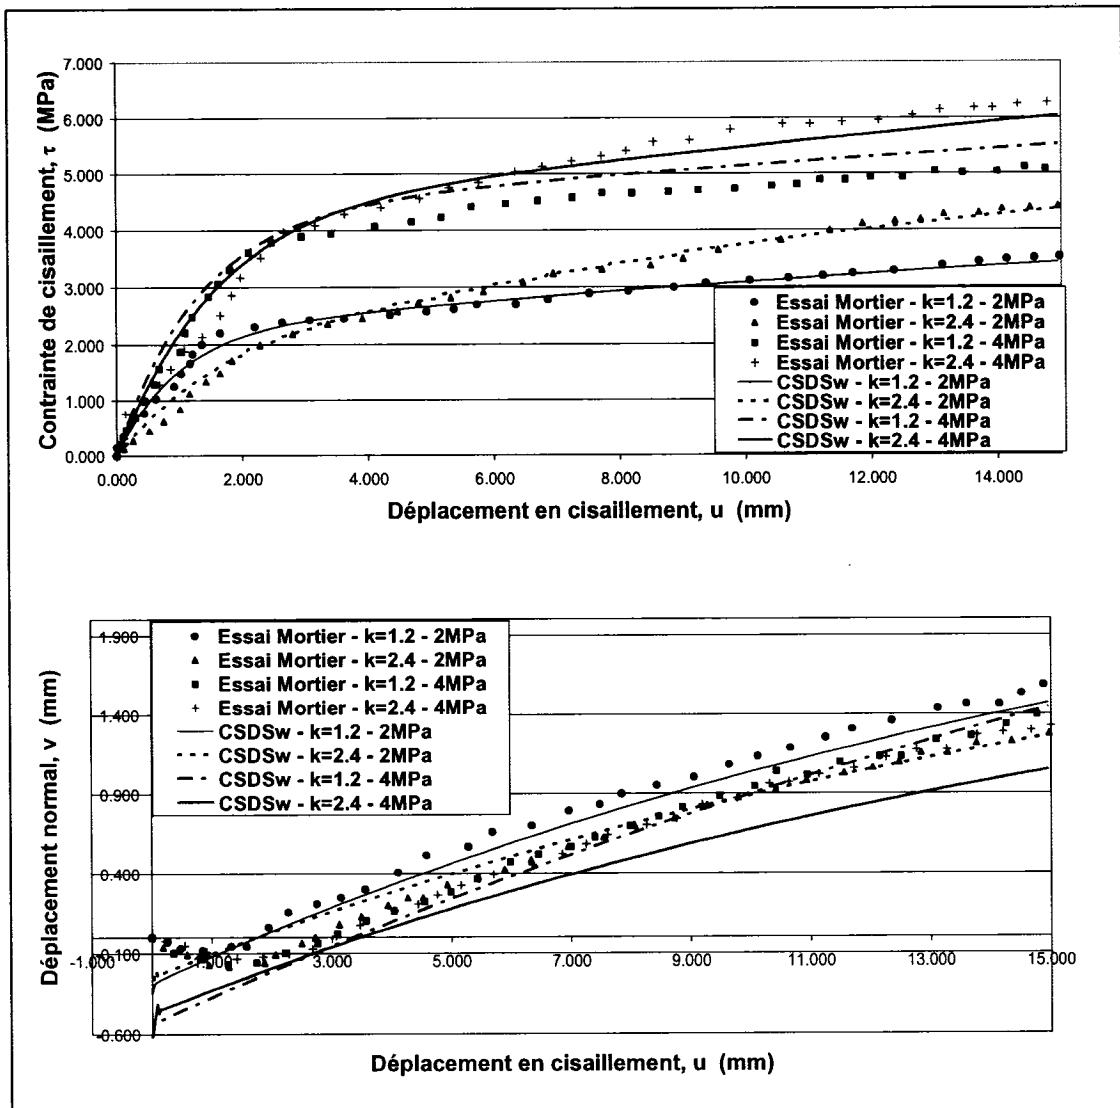 Contrainte de cisaillement, τ (MPa)
7.000
6.000
5.000
4.000
3.000
2.000
1.000
0.000
0.000 2.000 4.000 6.000 8.000 10.000 12.000 14.000
Déplacement en cisaillement, u (mm)
Essai Mortier - k=1.2 - 2MPa
Essai Mortier - k=2.4 - 2MPa
Essai Mortier - k=1.2 - 4MPa
Essai Mortier - k=2.4 - 4MPa
CSDSw - k=1.2 - 2MPa
CSDSw - k=2.4 - 2MPa
CSDSw - k=1.2 - 4MPa
CSDSw - k=2.4 - 4MPa
Déplacement normal, v (mm)
1.900
1.400
0.900
0.400
-0.100
-0.600
-1.000 1.000 3.000 5.000 7.000 9.000 11.000 13.000 15.000
Déplacement en cisaillement, u (mm)
Essai Mortier - k=1.2 - 2MPa
Essai Mortier - k=2.4 - 2MPa
Essai Mortier - k=1.2 - 4MPa
Essai Mortier - k=2.4 - 4MPa
CSDSw - k=1.2 - 2MPa
CSDSw - k=2.4 - 2MPa
CSDSw - k=1.2 - 4MPa
CSDSw - k=2.4 - 4MPa